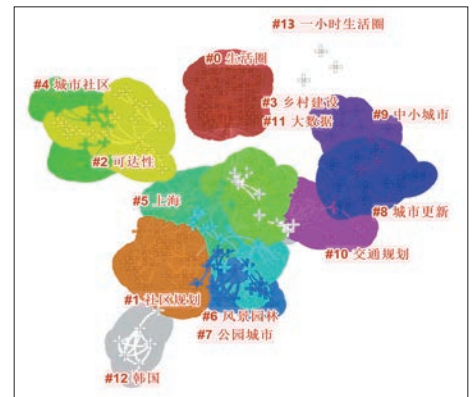 #13 一小时生活圈
#0 生活圈
#4 城市社区
#3 乡村建设
#11 大数据
#9 中小城市
#2 可达性
#5 上海
#8 城市更新
#10 交通规划
#1 社区规划
#6 风景园林
#7 公园城市
#12 韩国